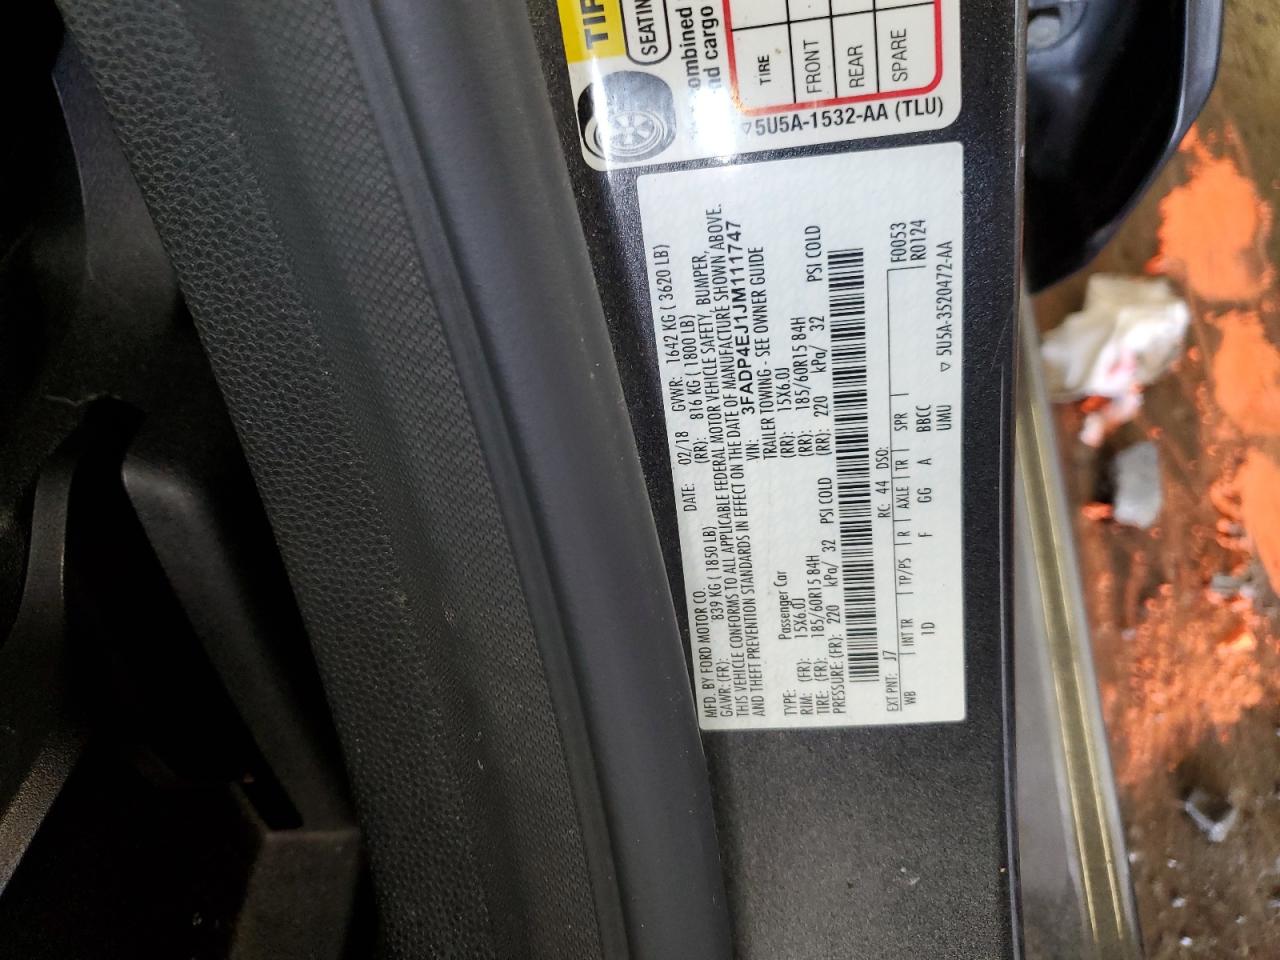 TIR
SEATIN
ombined
nd cargo
TIRE
FRONT
REAR
SPARE
5U5A-1532-AA (TLU)
MFD. BY FORD MOTOR CO.
DATE: 02/18 GVWR: 1642 KG ( 3620 LB)
GAWR: (FR): 839 KG ( 1850 LB) (RR): 816 KG ( 1800 LB)
THIS VEHICLE CONFORMS TO ALL APPLICABLE FEDERAL MOTOR VEHICLE SAFETY, BUMPER,
AND THEFT PREVENTION STANDARDS IN EFFECT ON THE DATE OF MANUFACTURE SHOWN ABOVE.
VIN: 3FADP4EJ1JM111747
TYPE: Passenger Car TRAILER TOWING - SEE OWNER GUIDE
RIM: (FR): 15X6.0J (RR): 15X6.0J
TIRE: (FR): 185/60R15 84H (RR): 185/60R15 84H
PRESSURE: (FR): 220 kPa/ 32 PSI COLD (RR): 220 kPa/ 32 PSI COLD
EXT PNT: J7 RC: 44 DSO: F0053
WB INT TR TP/PS R AXLE TR SPR R0124
1D F GG A BBCC
UMU 5U5A-3520472-AA